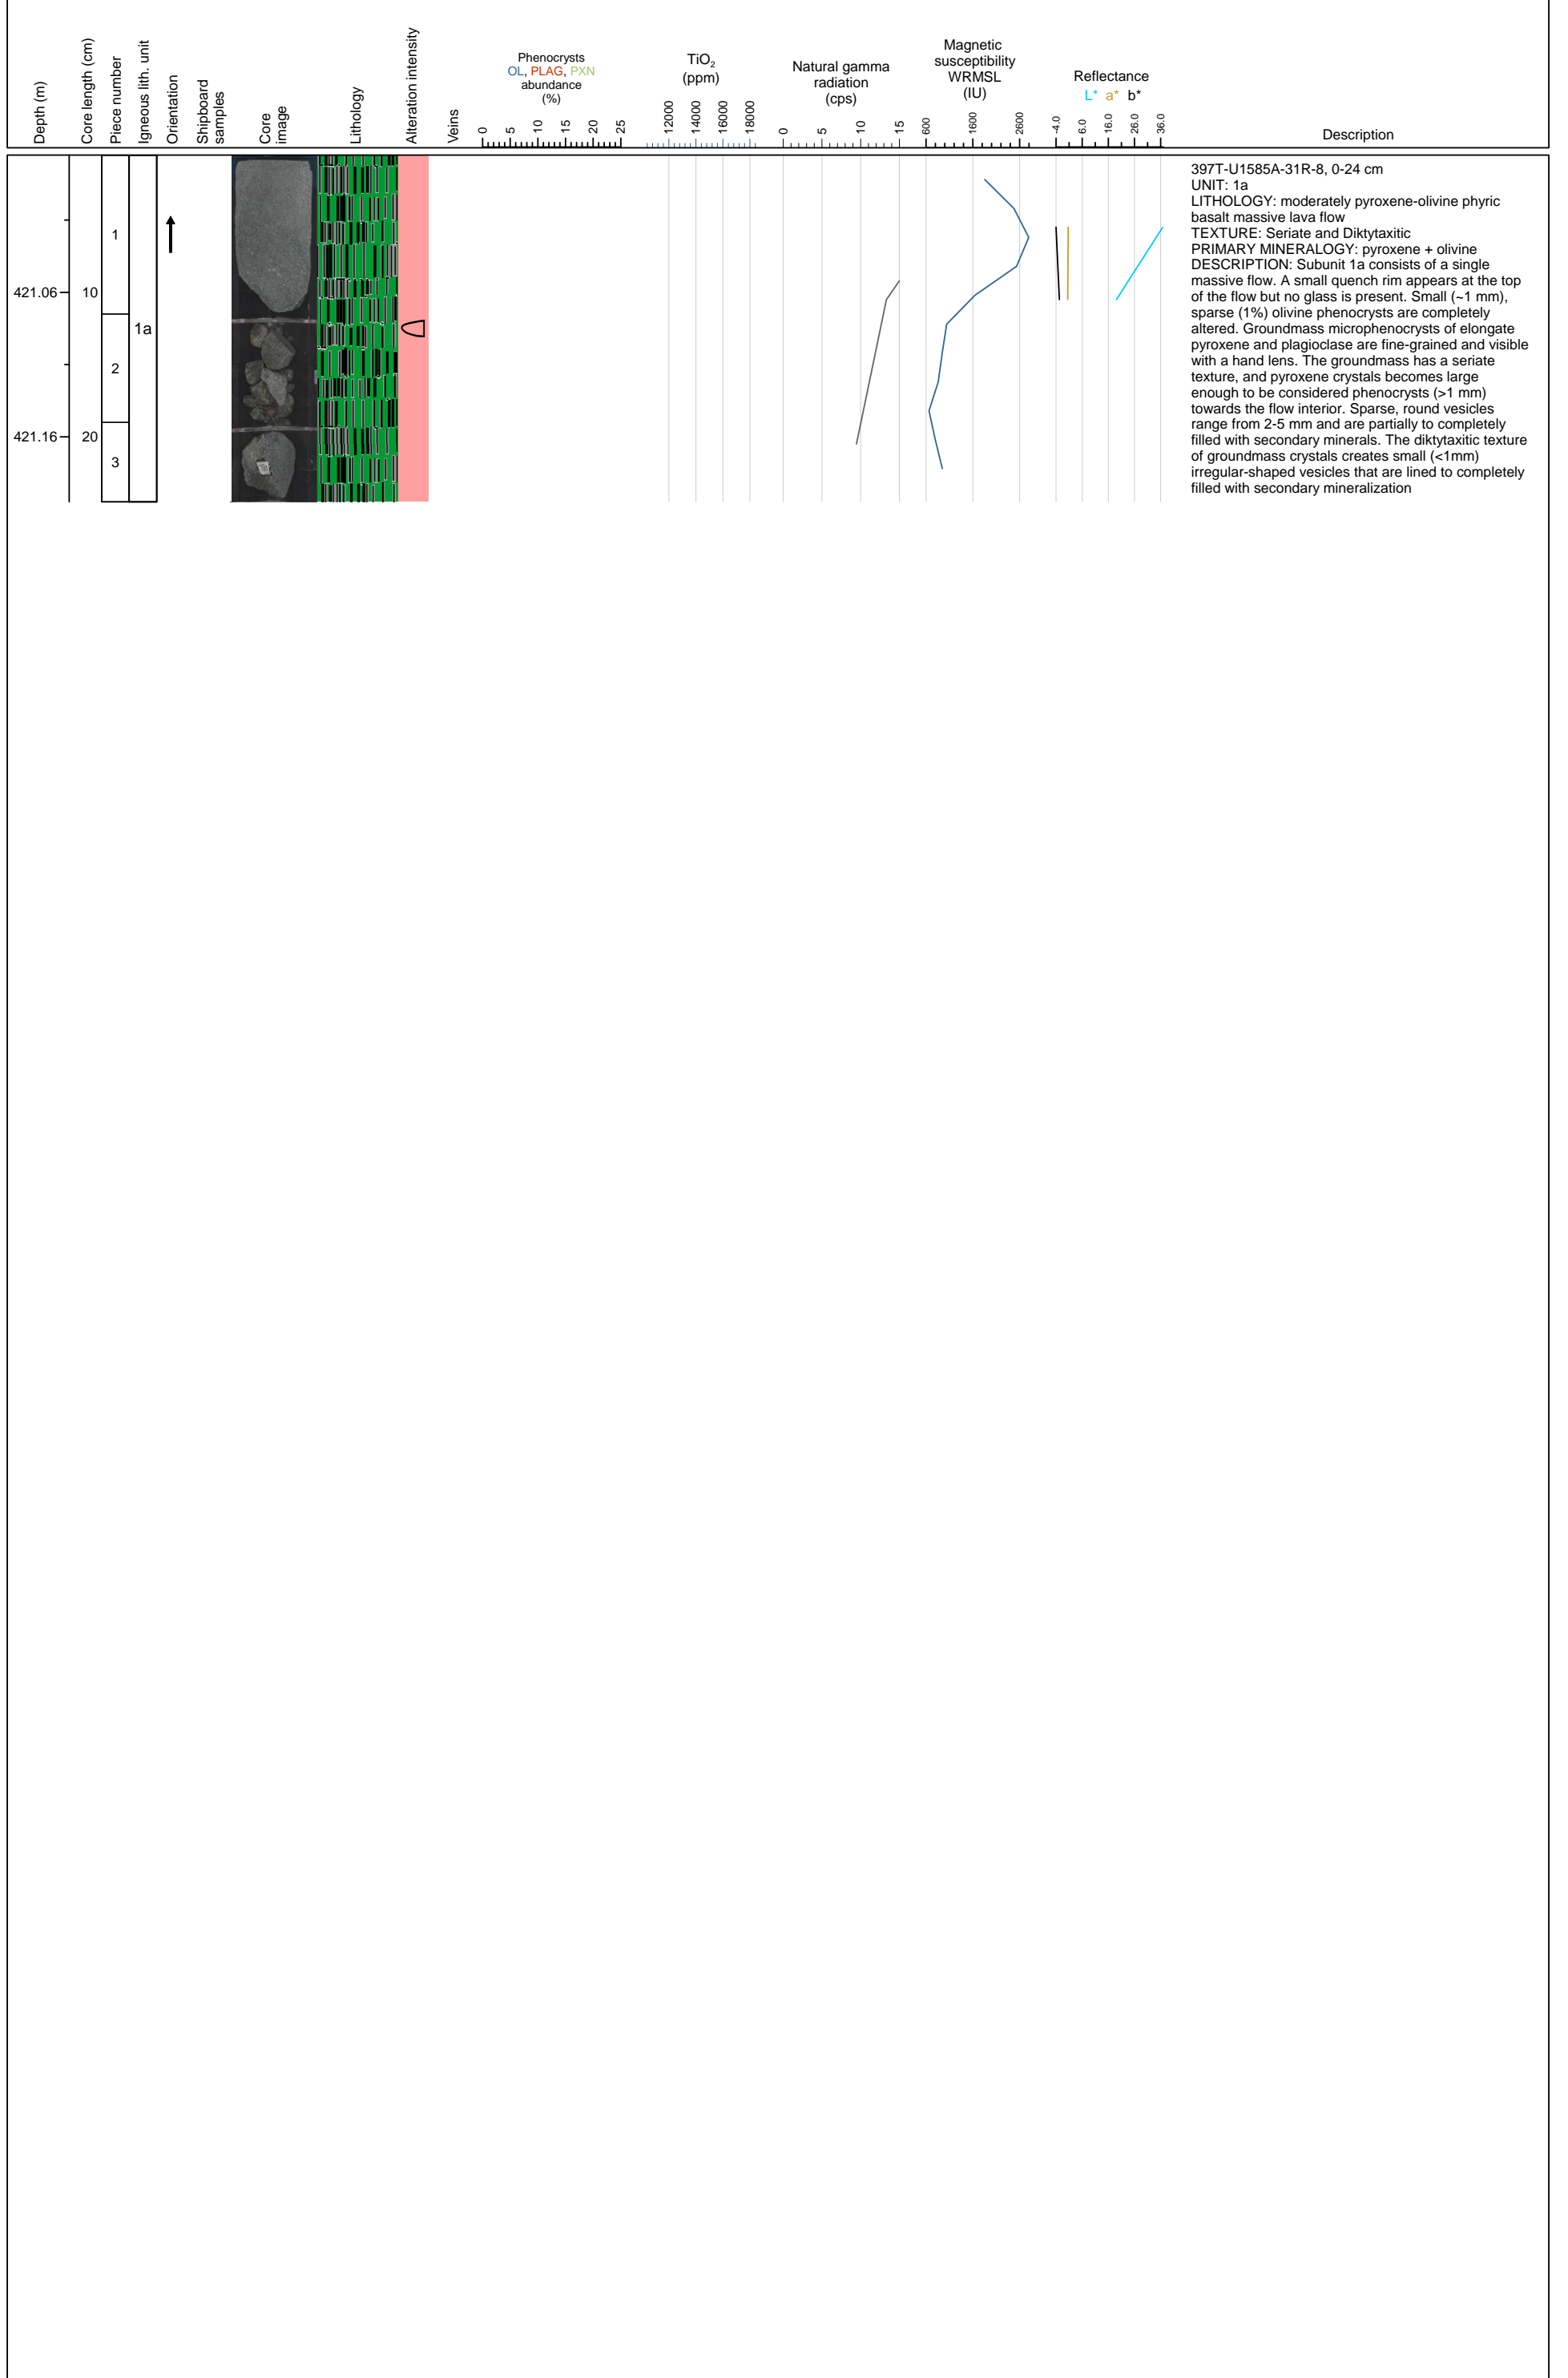 Depth (m)
Core length (cm)
Piece number
Igneous lith. unit
Orientation
Shipboard
samples
Core
image
Lithology
Alteration intensity
Veins
Phenocrysts
OL, PLAG, PXN
abundance
(%)
0 5 10 15 20 25
TiO2
(ppm)
12000 14000 16000 18000
Natural gamma
radiation
(cps)
0 5 10 15
Magnetic
susceptibility
WRMSL
(IU)
600 1600 2600
Reflectance
L* a* b*
-4.0 6.0 16.0 26.0 36.0
Description
421.06
421.16
10
20
1
2
3
1a
397T-U1585A-31R-8, 0-24 cm
UNIT: 1a
LITHOLOGY: moderately pyroxene-olivine phyric
basalt massive lava flow
TEXTURE: Seriate and Diktytaxitic
PRIMARY MINERALOGY: pyroxene + olivine
DESCRIPTION: Subunit 1a consists of a single
massive flow. A small quench rim appears at the top
of the flow but no glass is present. Small (~1 mm),
sparse (1%) olivine phenocrysts are completely
altered. Groundmass microphenocrysts of elongate
pyroxene and plagioclase are fine-grained and visible
with a hand lens. The groundmass has a seriate
texture, and pyroxene crystals becomes large
enough to be considered phenocrysts (>1 mm)
towards the flow interior. Sparse, round vesicles
range from 2-5 mm and are partially to completely
filled with secondary minerals. The diktytaxitic texture
of groundmass crystals creates small (<1mm)
irregular-shaped vesicles that are lined to completely
filled with secondary mineralization